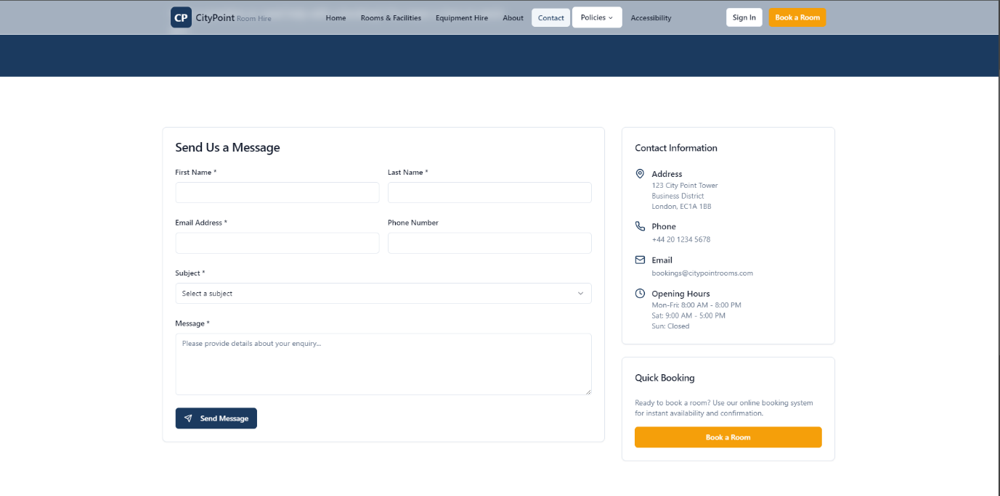 CP CityPoint Room Hire Home Rooms & Facilities Equipment Hire About Contact Policies Accessibility Sign In Book a Room
Send Us a Message
First Name * Last Name *
Email Address * Phone Number
Subject *
Select a subject
Message *
Please provide details about your enquiry...
Send Message
Contact Information
Address
123 City Point Tower
Business District
London, EC1A 1BB
Phone
+44 20 1234 5678
Email
bookings@citypointrooms.com
Opening Hours
Mon-Fri: 8:00 AM - 8:00 PM
Sat: 9:00 AM - 5:00 PM
Sun: Closed
Quick Booking
Ready to book a room? Use our online booking system
for instant availability and confirmation.
Book a Room